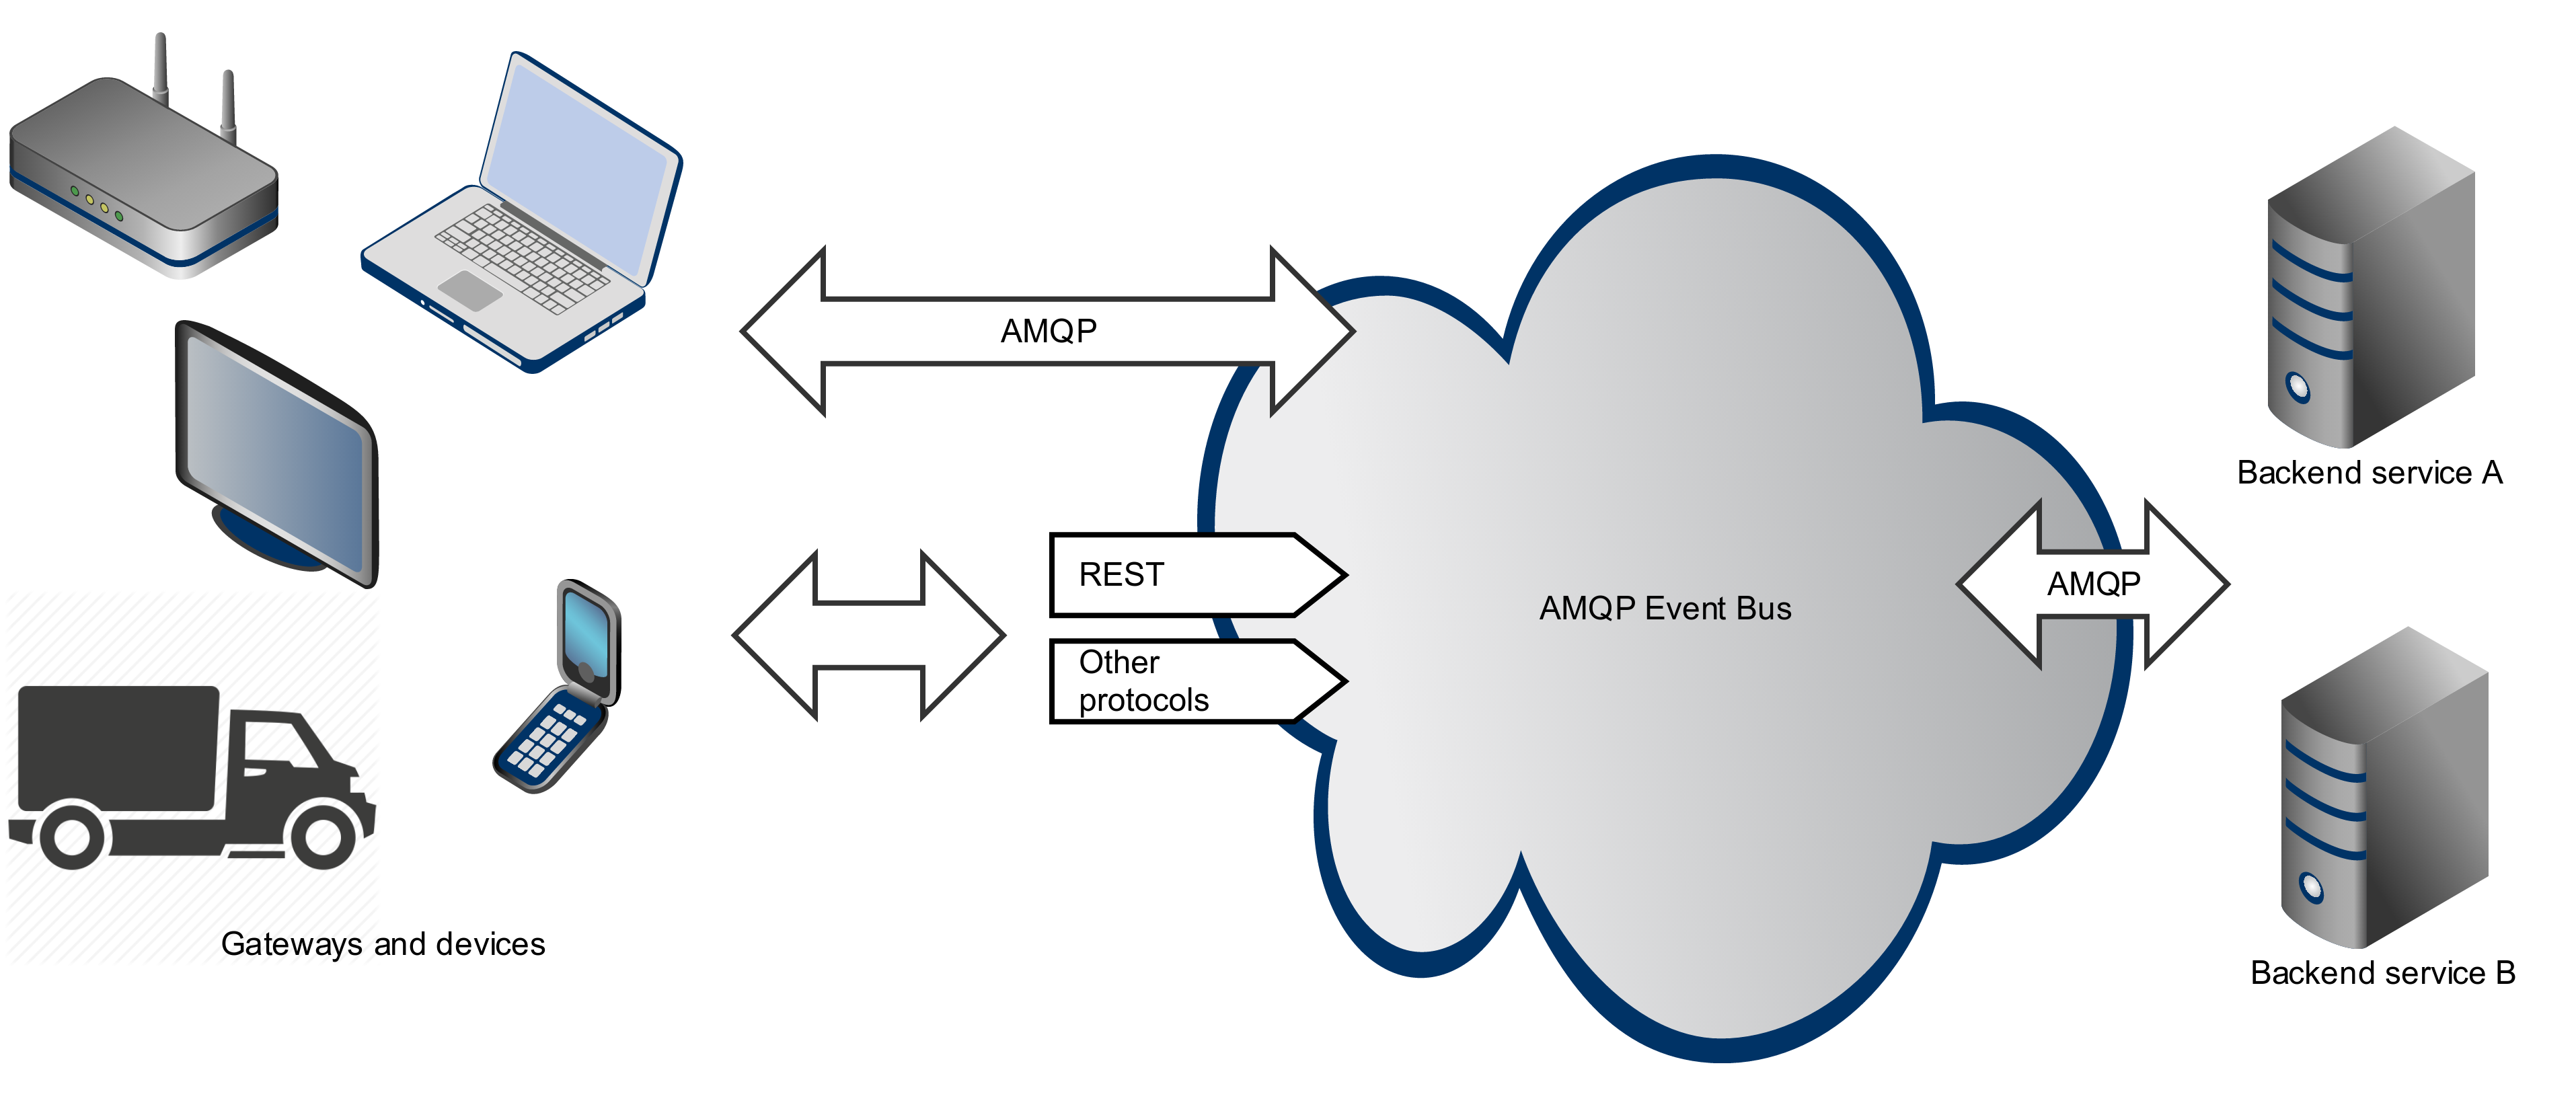 AMQP
REST
Other
protocols
AMQP Event Bus
AMQP
Backend service A
Backend service B
Gateways and devices